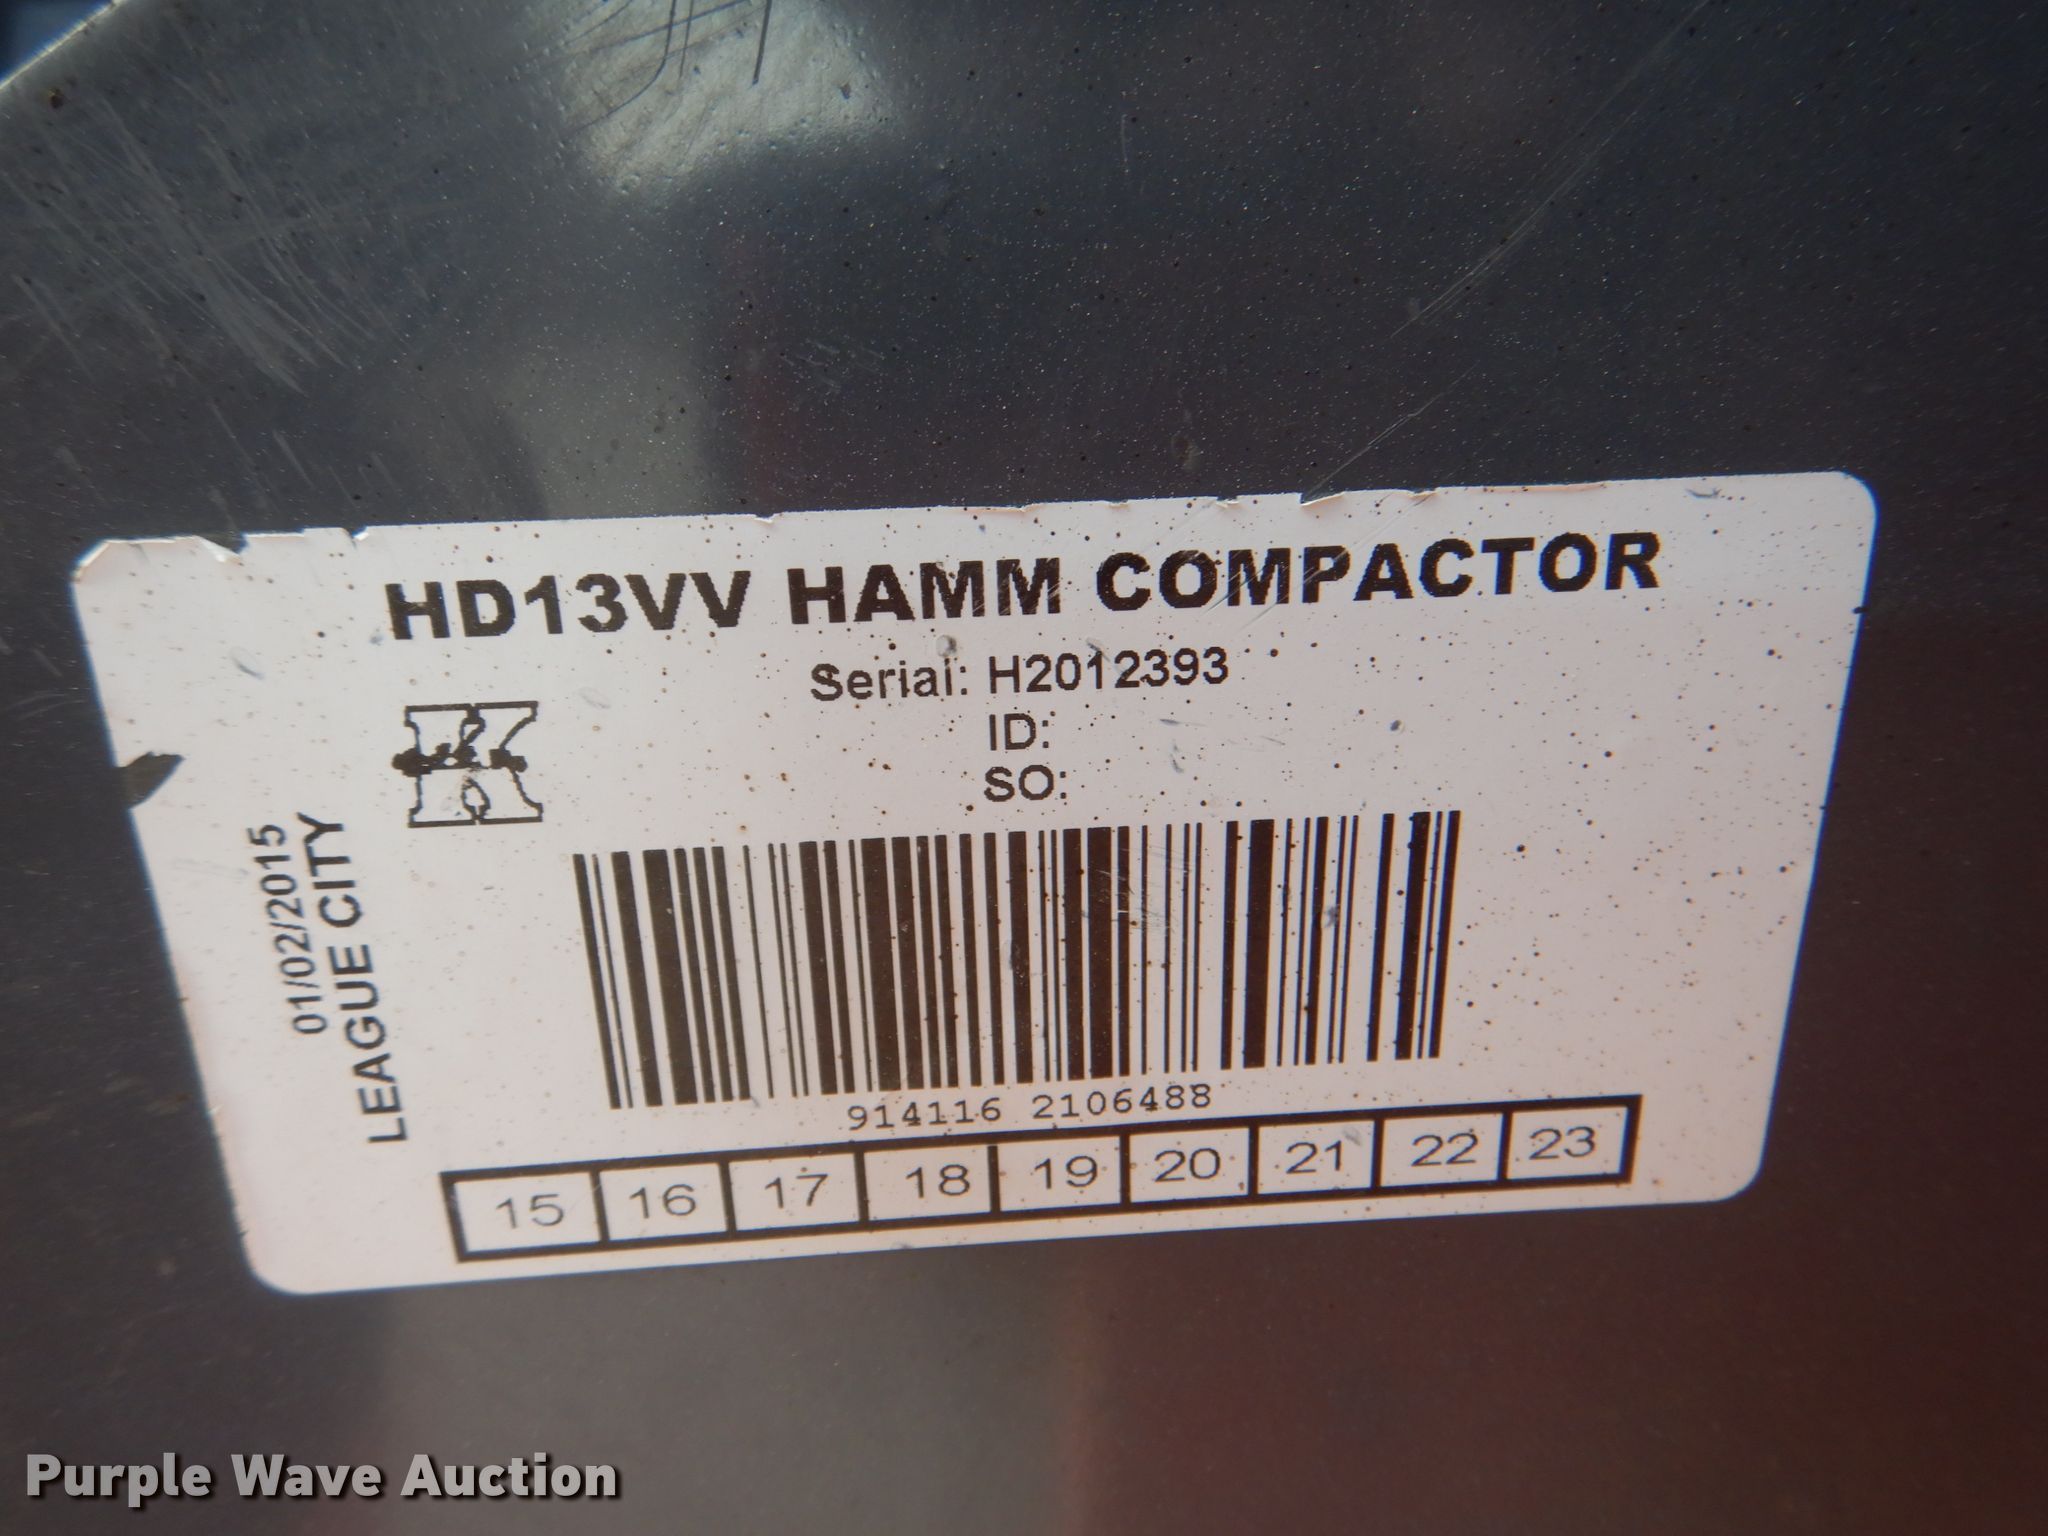 HD13VV HAMM COMPACTOR
Serial: H2012393
ID:
SO:
01/02/2015
LEAGUE CITY
914116 2106488
15 16 17 18 19 20 21 22 23
Purple Wave Auction